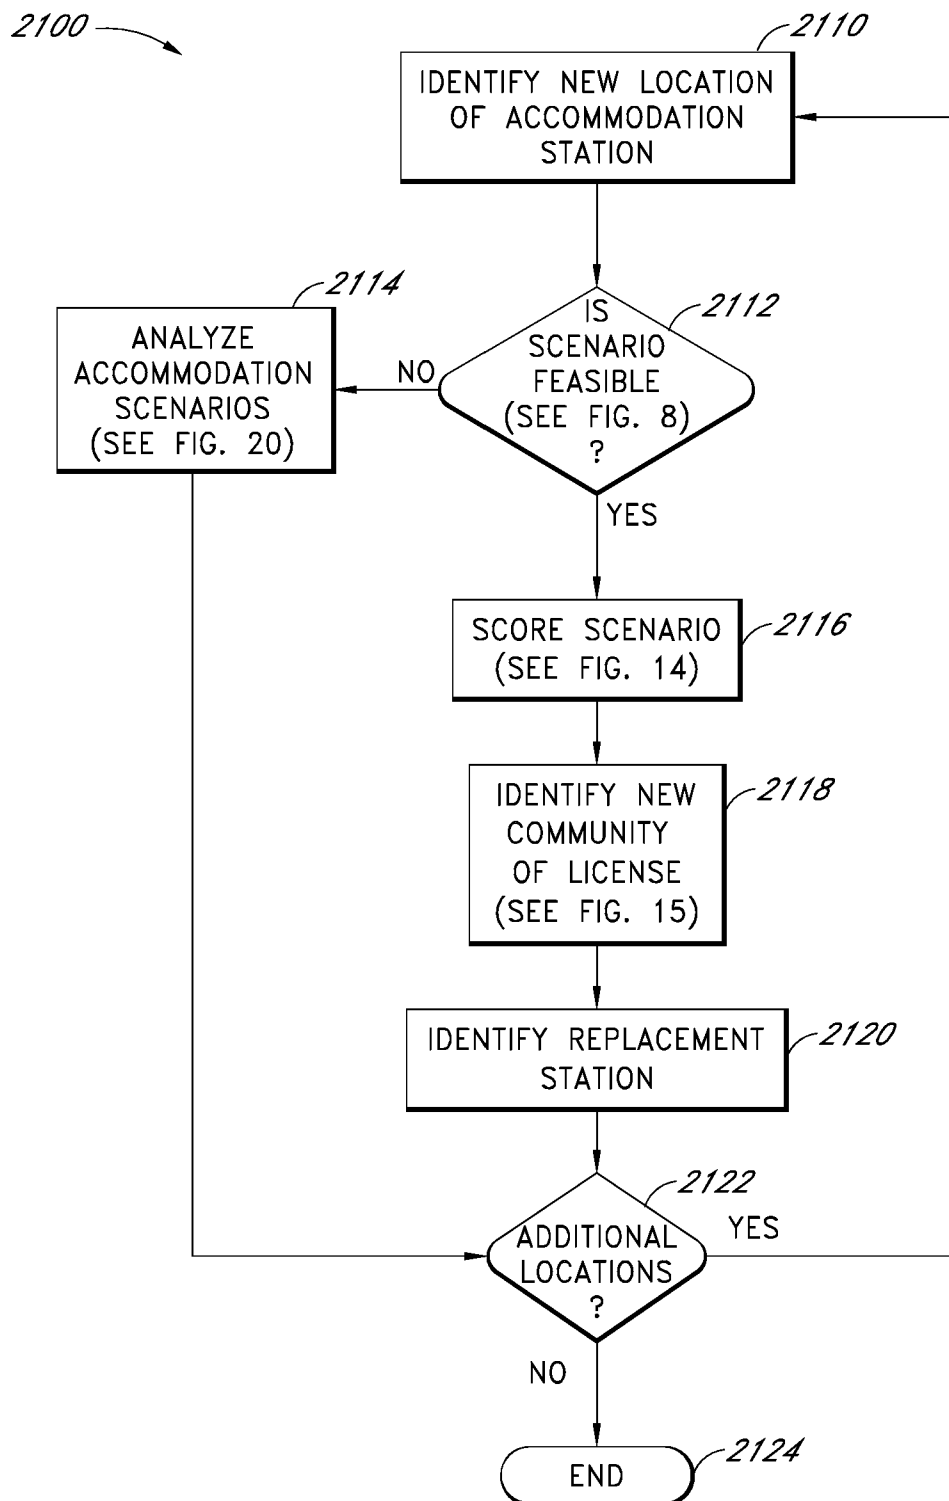 2100
2110
IDENTIFY NEW LOCATION
OF ACCOMMODATION
STATION
2112
IS
SCENARIO
FEASIBLE
(SEE FIG. 8)
?
NO
2114
ANALYZE
ACCOMMODATION
SCENARIOS
(SEE FIG. 20)
YES
2116
SCORE SCENARIO
(SEE FIG. 14)
2118
IDENTIFY NEW
COMMUNITY
OF LICENSE
(SEE FIG. 15)
2120
IDENTIFY REPLACEMENT
STATION
2122
ADDITIONAL
LOCATIONS
?
YES
NO
2124
END